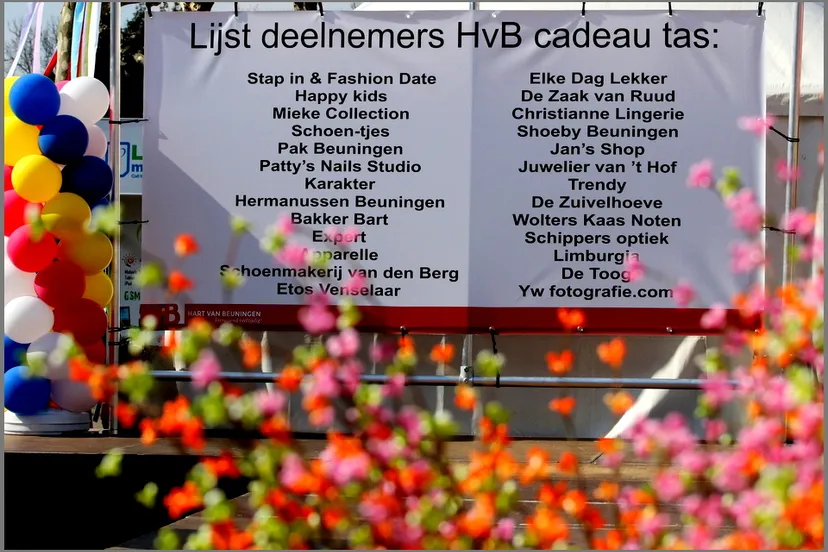 Lijst deelnemers HvB cadeau tas:
Stap in & Fashion Date
Happy kids
Mieke Collection
Schoen-tjes
Pak Beuningen
Patty's Nails Studio
Karakter
Hermanussen Beuningen
Bakker Bart
Expert
Apparelle
Schoenmakerij van den Berg
Etos Venselaar
Elke Dag Lekker
De Zaak van Ruud
Christianne Lingerie
Shoeby Beuningen
Jan's Shop
Juwelier van 't Hof
Trendy
De Zuivelhoeve
Wolters Kaas Noten
Schippers optiek
Limburgia
De Toog
Yw fotografie.com
HART VAN BEUNINGEN
GSM